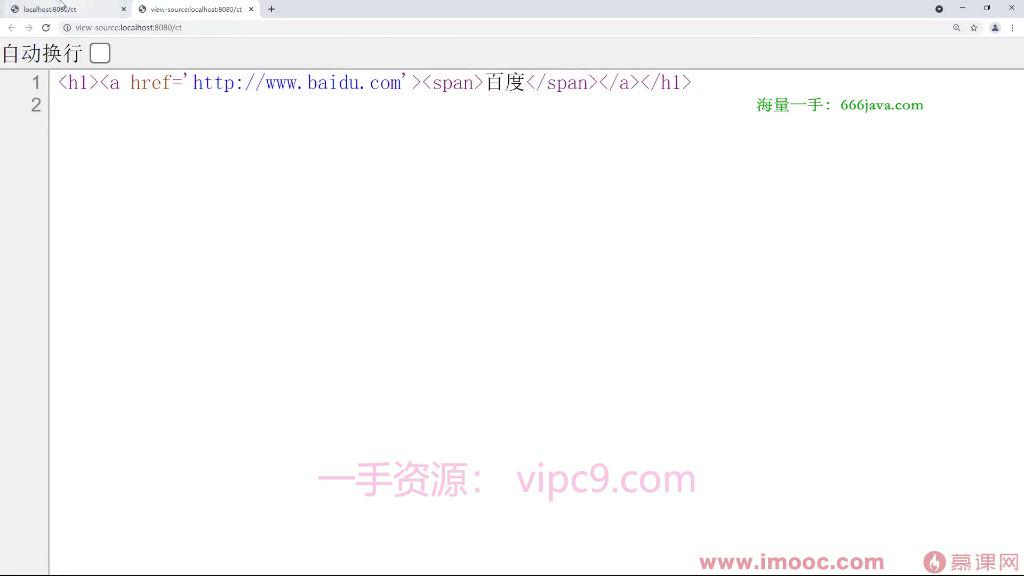 localhost:8080/ct
view-source:localhost:8080/ct
view-source:localhost:8080/ct
自动换行
1 <h1><a href='http://www.baidu.com'><span>百度</span></a></h1>
2
海量一手：666java.com
一手资源： vipc9.com
www.imooc.com 慕课网